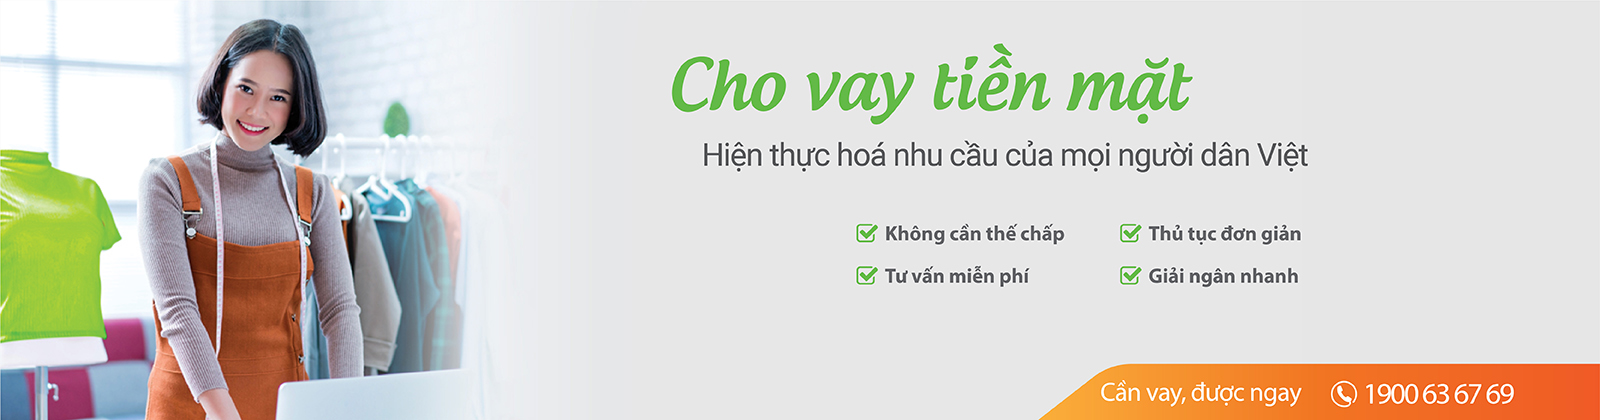 Cho vay tiền mặt
Hiện thực hoá nhu cầu của mọi người dân Việt
Không cần thế chấp
Thủ tục đơn giản
Tư vấn miễn phí
Giải ngân nhanh
Cần vay, được ngay 1900 63 67 69